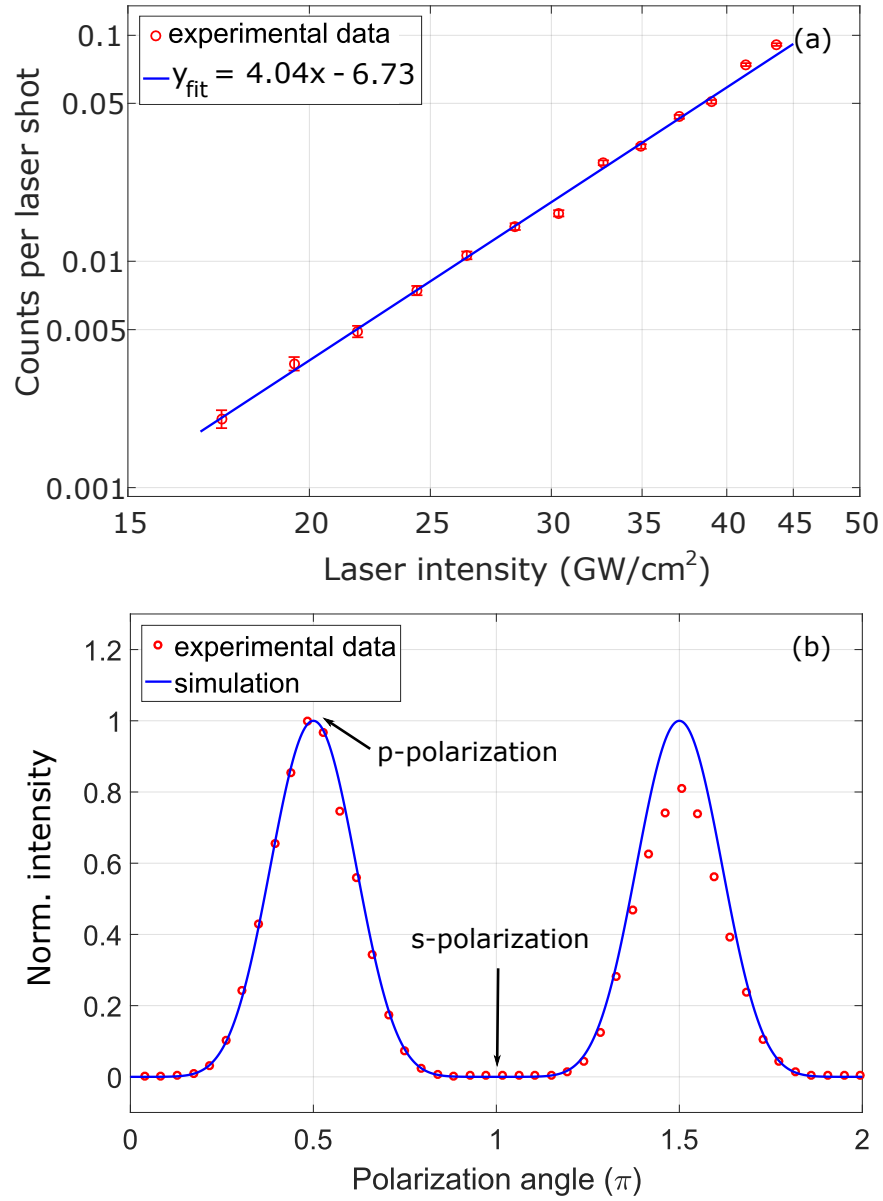 0.1
0.05
0.01
0.005
0.001
Counts per laser shot
experimental data
y_fit = 4.04x - 6.73
(a)
15 20 25 30 35 40 45 50
Laser intensity (GW/cm²)
1.2
1
0.8
0.6
0.4
0.2
0
Norm. intensity
experimental data
simulation
(b)
p-polarization
s-polarization
0 0.5 1 1.5 2
Polarization angle (π)